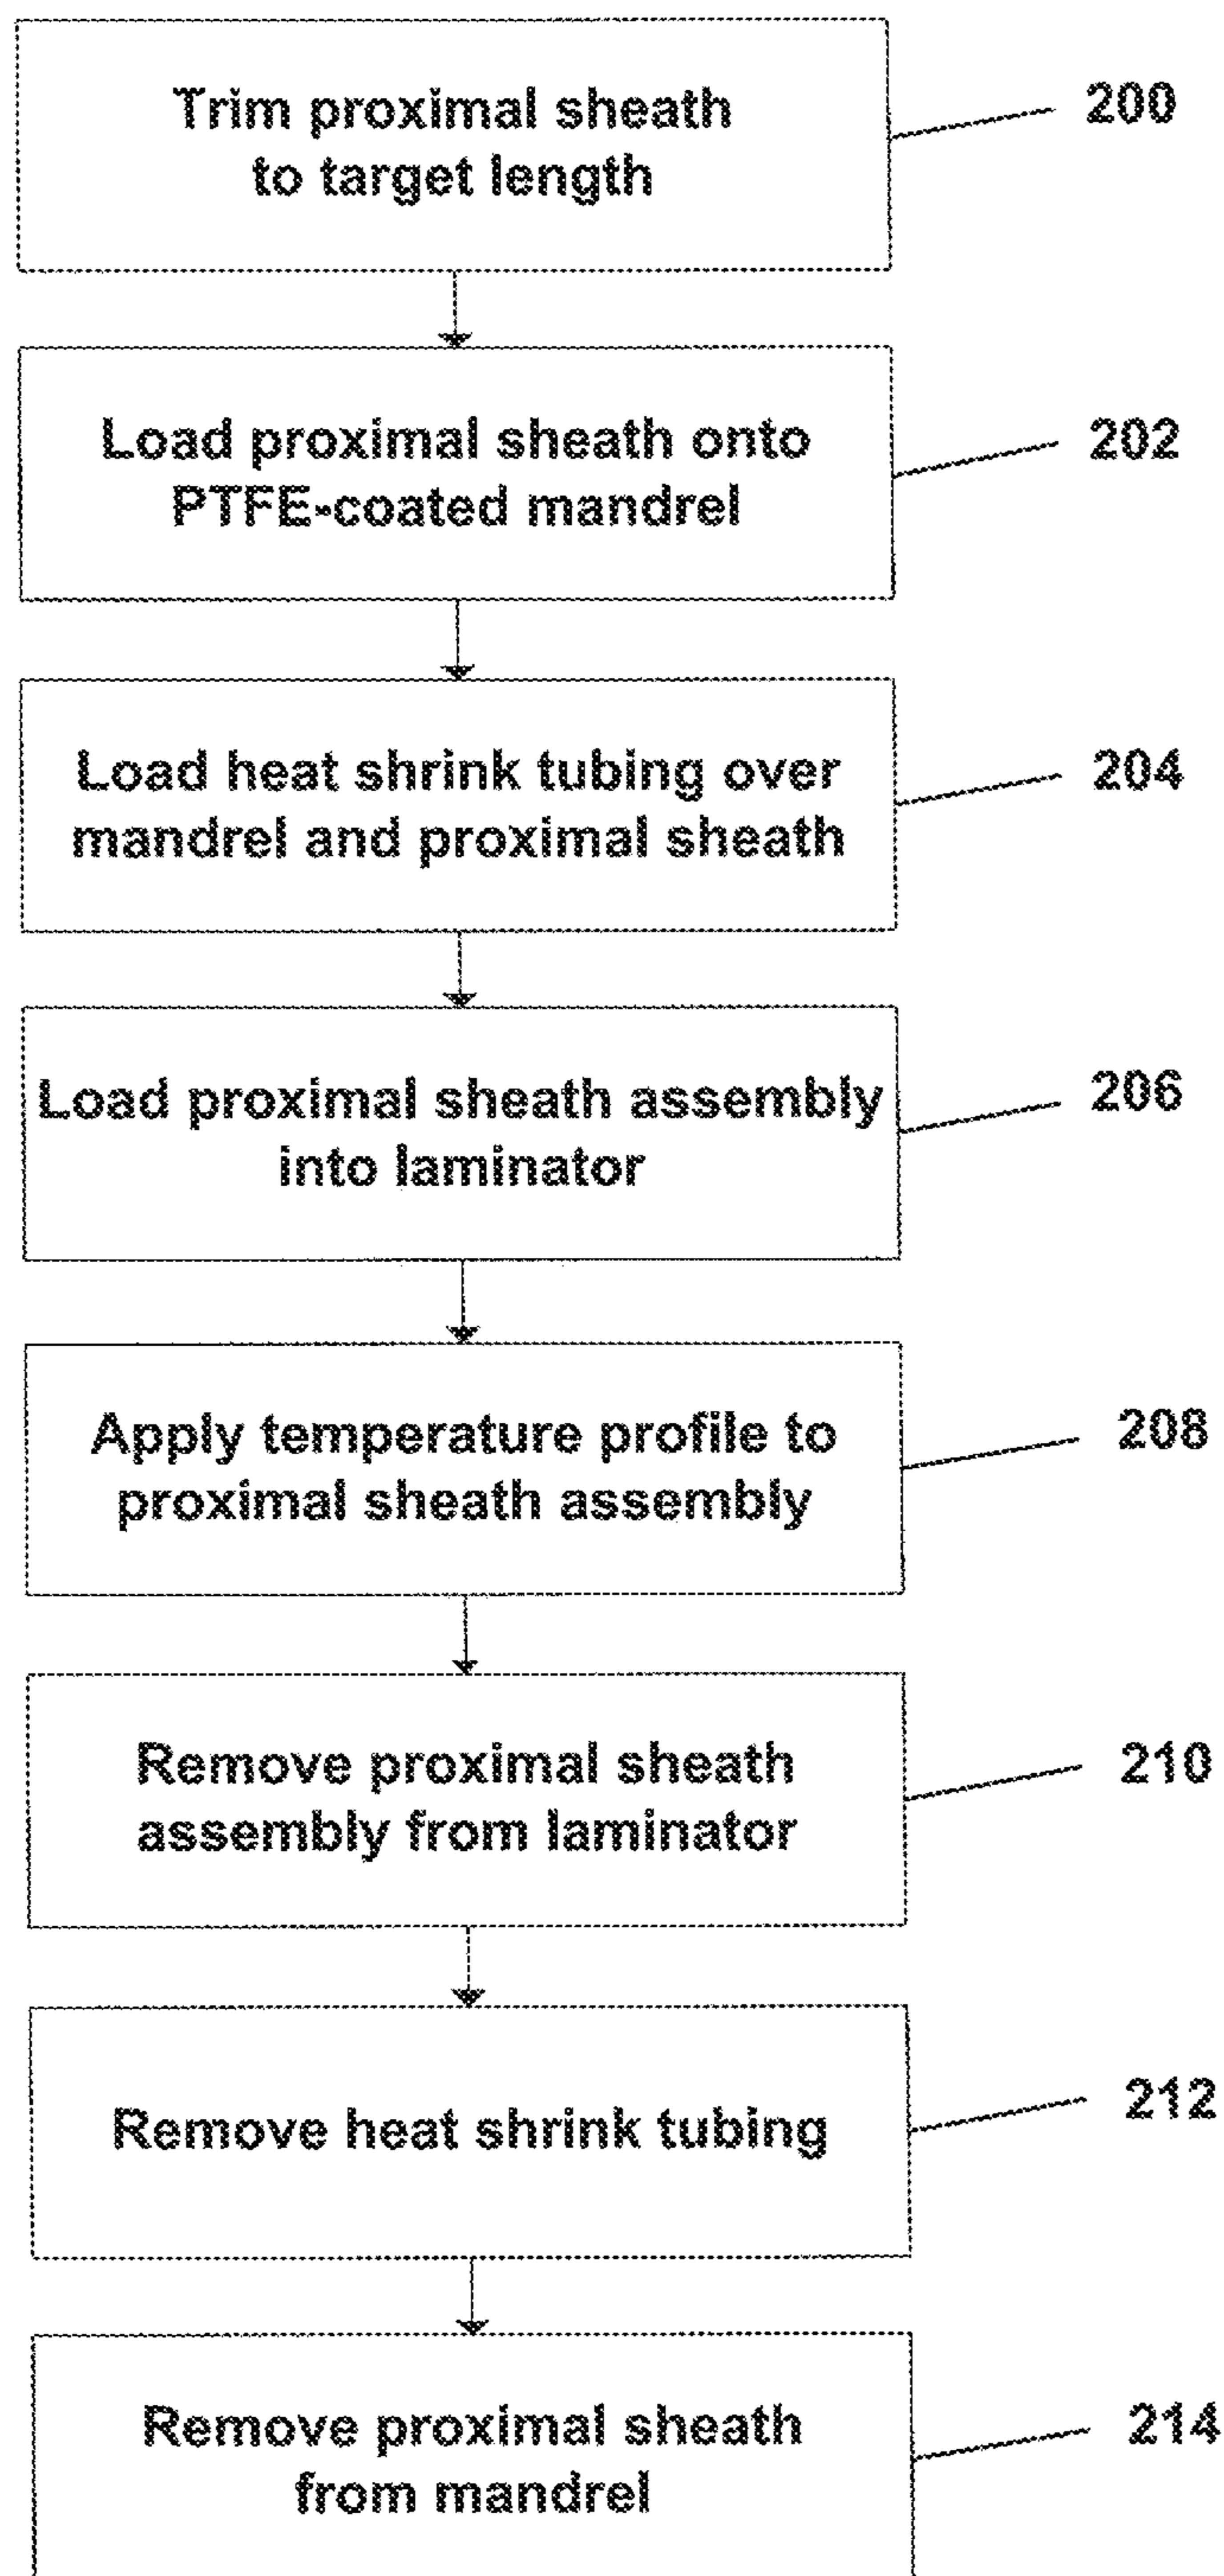 Trim proximal sheath
to target length
200
Load proximal sheath onto
PTFE-coated mandrel
202
Load heat shrink tubing over
mandrel and proximal sheath
204
Load proximal sheath assembly
into laminator
206
Apply temperature profile to
proximal sheath assembly
208
Remove proximal sheath
assembly from laminator
210
Remove heat shrink tubing
212
Remove proximal sheath
from mandrel
214